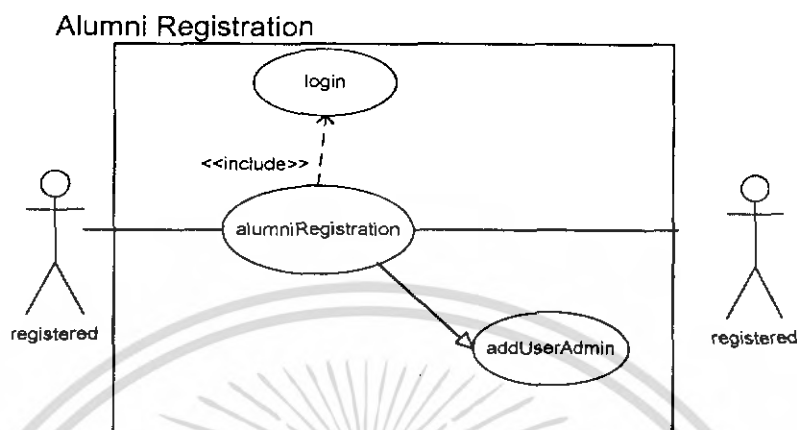 Alumni Registration
login
<<include>>
alumniRegistration
registered
registered
addUserAdmin